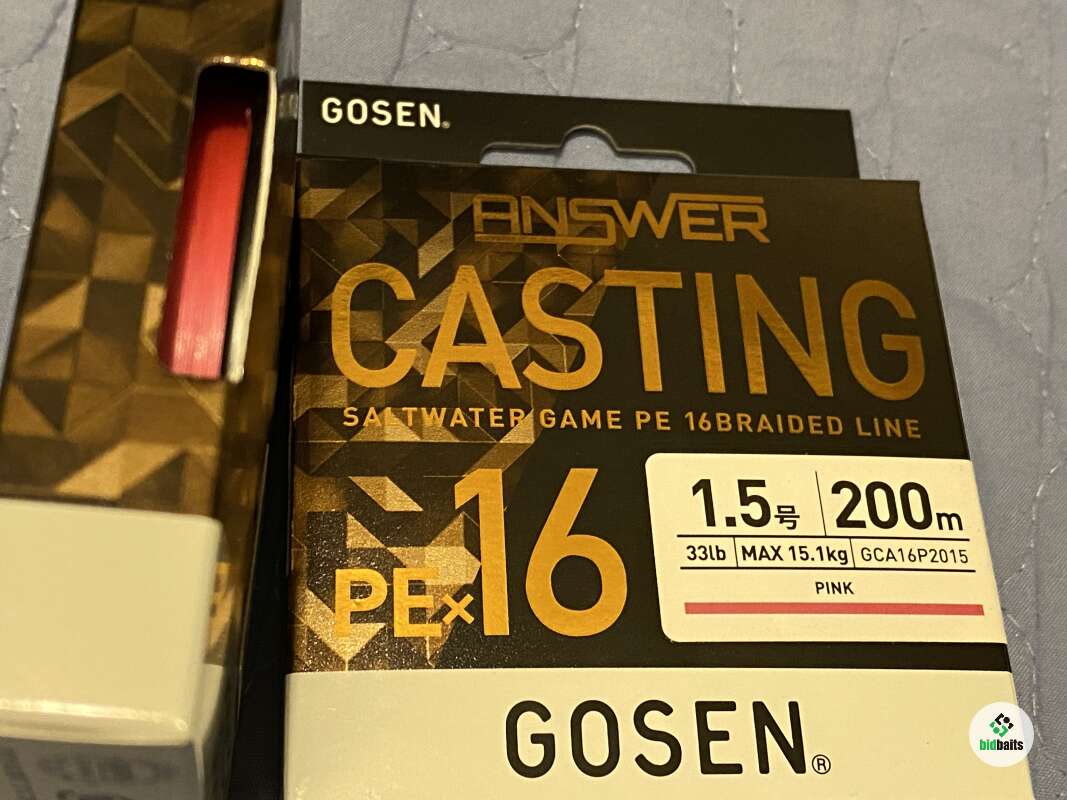 GOSEN®
ANSWER
CASTING
SALTWATER GAME PE 16BRAIDED LINE
PE×16
1.5号 200m
33lb MAX 15.1kg GCA16P2015
PINK
GOSEN®
bidbaits